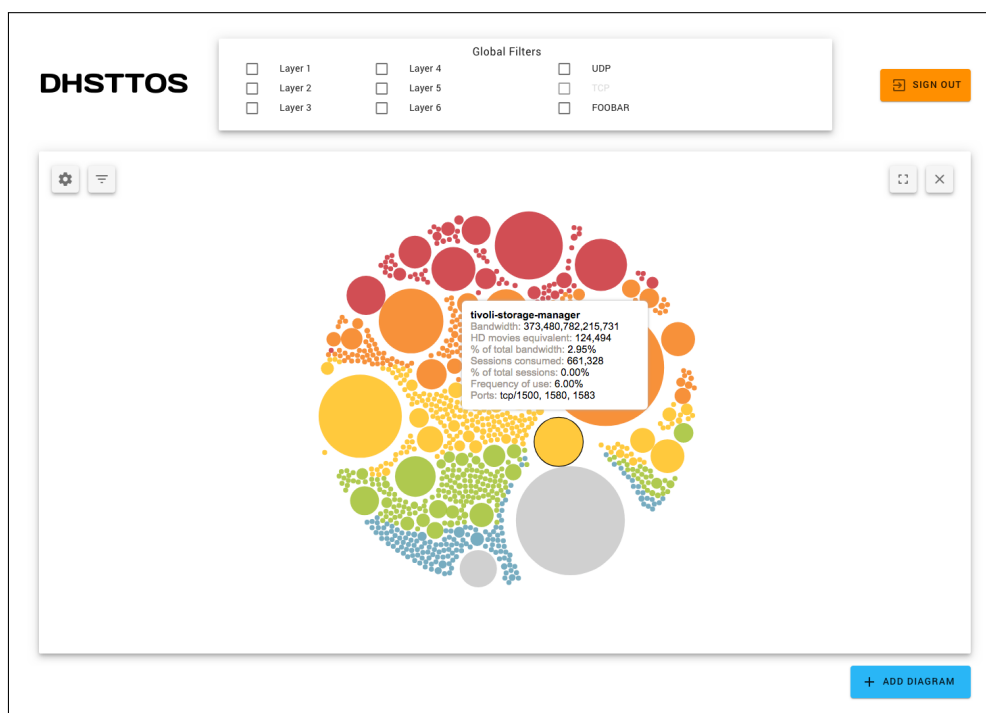 DHSTTOS
Global Filters
Layer 1 Layer 4 UDP
Layer 2 Layer 5 TCP
Layer 3 Layer 6 FOOBAR
SIGN OUT
tivoli-storage-manager
Bandwidth: 373,480,782,215,731
HD movies equivalent: 124,494
% of total bandwidth: 2.95%
Sessions consumed: 661,328
% of total sessions: 0.00%
Frequency of use: 6.00%
Ports: tcp/1500, 1580, 1583
+ ADD DIAGRAM